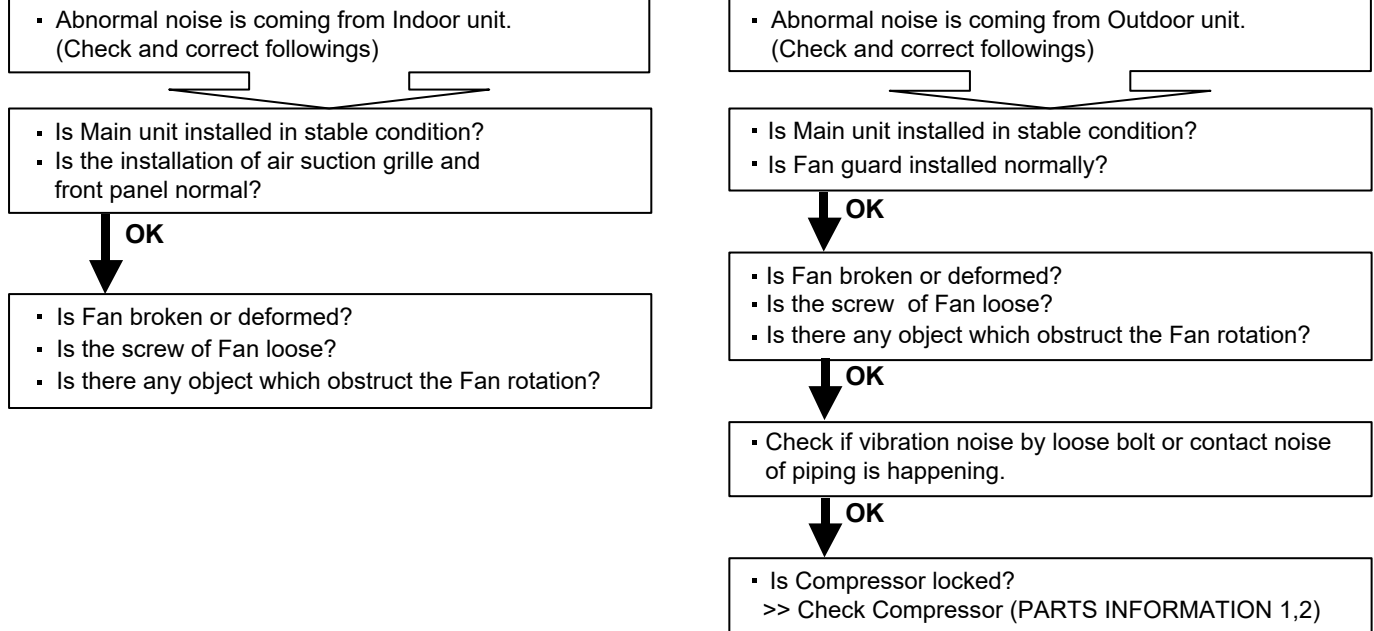 ▪ Abnormal noise is coming from Indoor unit.
(Check and correct followings)
▪ Is Main unit installed in stable condition?
▪ Is the installation of air suction grille and
front panel normal?
OK
▪ Is Fan broken or deformed?
▪ Is the screw of Fan loose?
▪ Is there any object which obstruct the Fan rotation?
▪ Abnormal noise is coming from Outdoor unit.
(Check and correct followings)
▪ Is Main unit installed in stable condition?
▪ Is Fan guard installed normally?
OK
▪ Is Fan broken or deformed?
▪ Is the screw of Fan loose?
▪ Is there any object which obstruct the Fan rotation?
OK
▪ Check if vibration noise by loose bolt or contact noise
of piping is happening.
OK
▪ Is Compressor locked?
>> Check Compressor (PARTS INFORMATION 1,2)